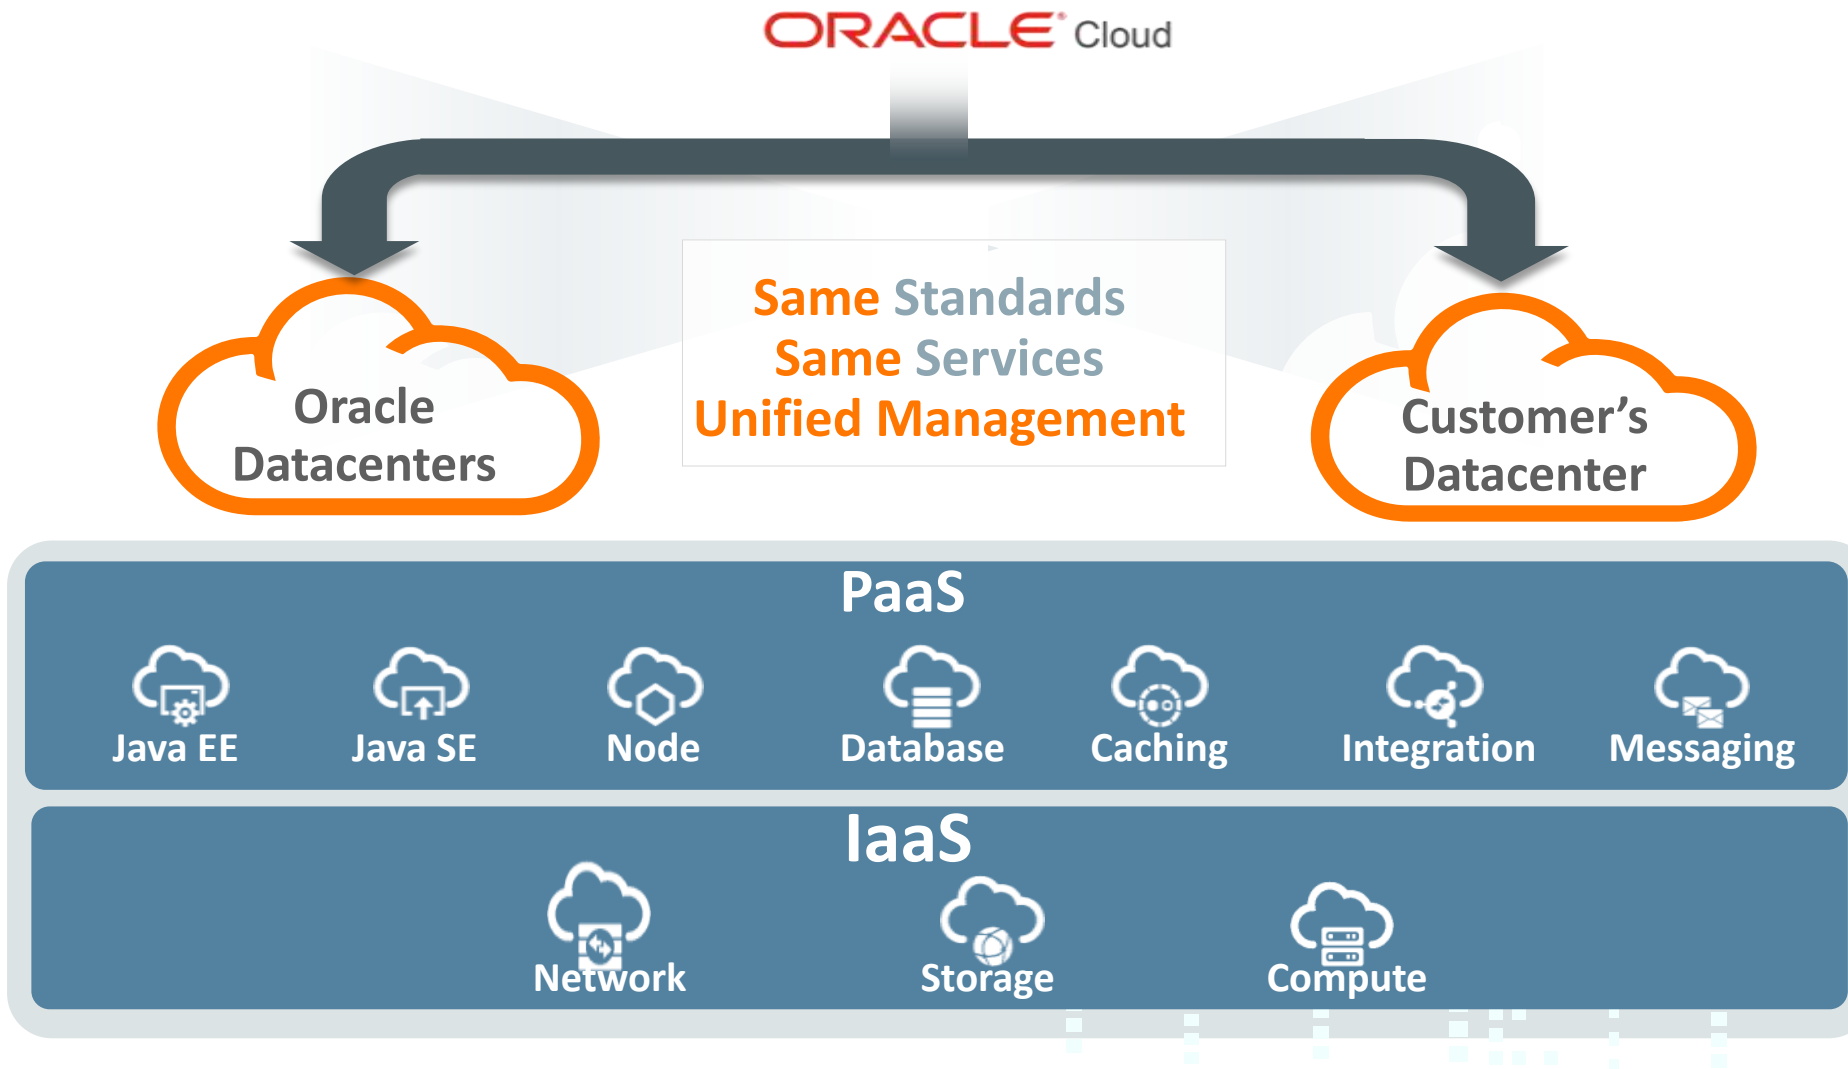 ORACLE® Cloud
Same Standards
Same Services
Unified Management
Oracle
Datacenters
Customer’s
Datacenter
PaaS
Java EE
Java SE
Node
Database
Caching
Integration
Messaging
IaaS
Network
Storage
Compute